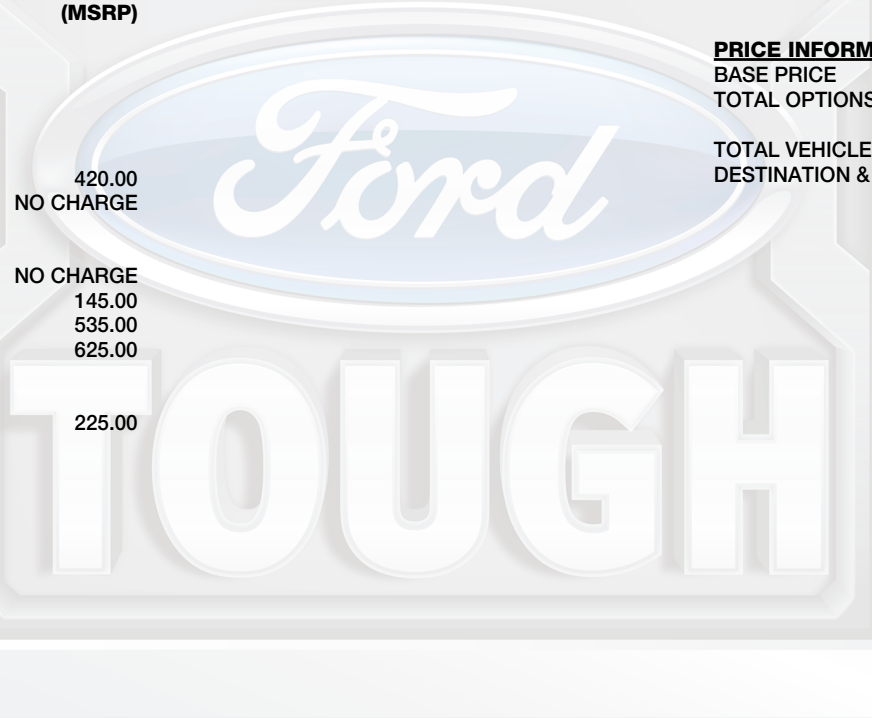 (MSRP)
420.00
NO CHARGE
NO CHARGE
145.00
535.00
625.00
225.00
PRICE INFORM
BASE PRICE
TOTAL OPTIONS
TOTAL VEHICLE
DESTINATION &
Ford
TOUGH